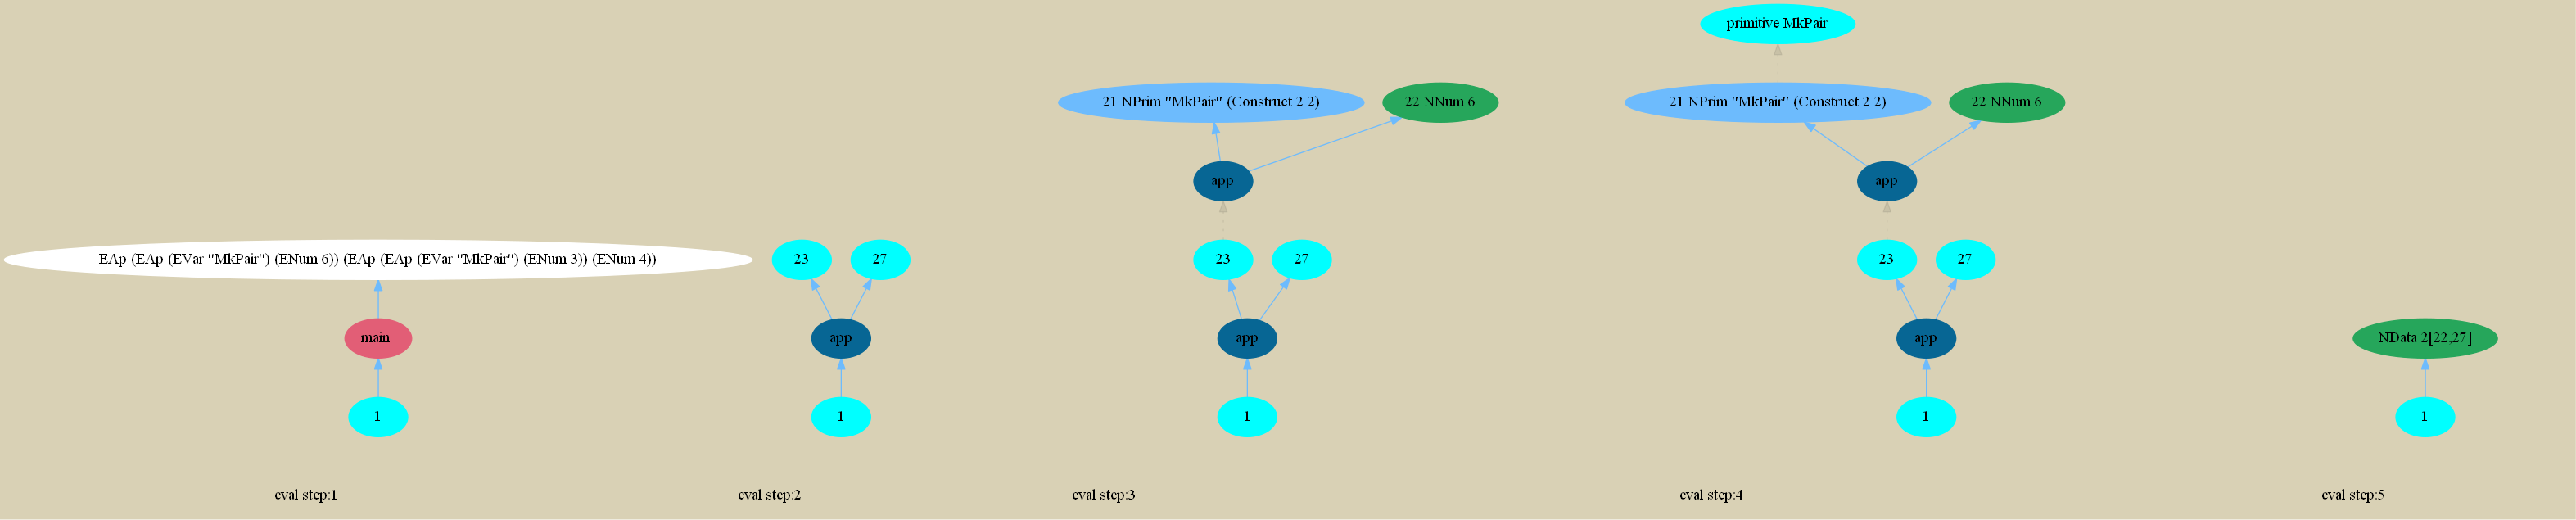 EAp (EAp (EVar "MkPair") (ENum 6)) (EAp (EAp (EVar "MkPair") (ENum 3)) (ENum 4))
main
1
eval step:1
23
27
app
1
eval step:2
21 NPrim "MkPair" (Construct 2 2)
22 NNum 6
app
23
27
app
1
eval step:3
primitive MkPair
21 NPrim "MkPair" (Construct 2 2)
22 NNum 6
app
23
27
app
1
eval step:4
NData 2[22,27]
1
eval step:5